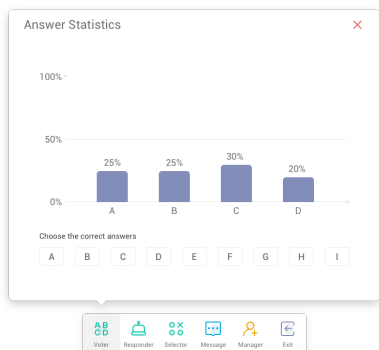 Answer Statistics
100%
50%
0%
25% 25% 30% 20%
A B C D
Choose the correct answers
A B C D E F G H I
A B
C D
Voter Responder Selector Message Manager Exit